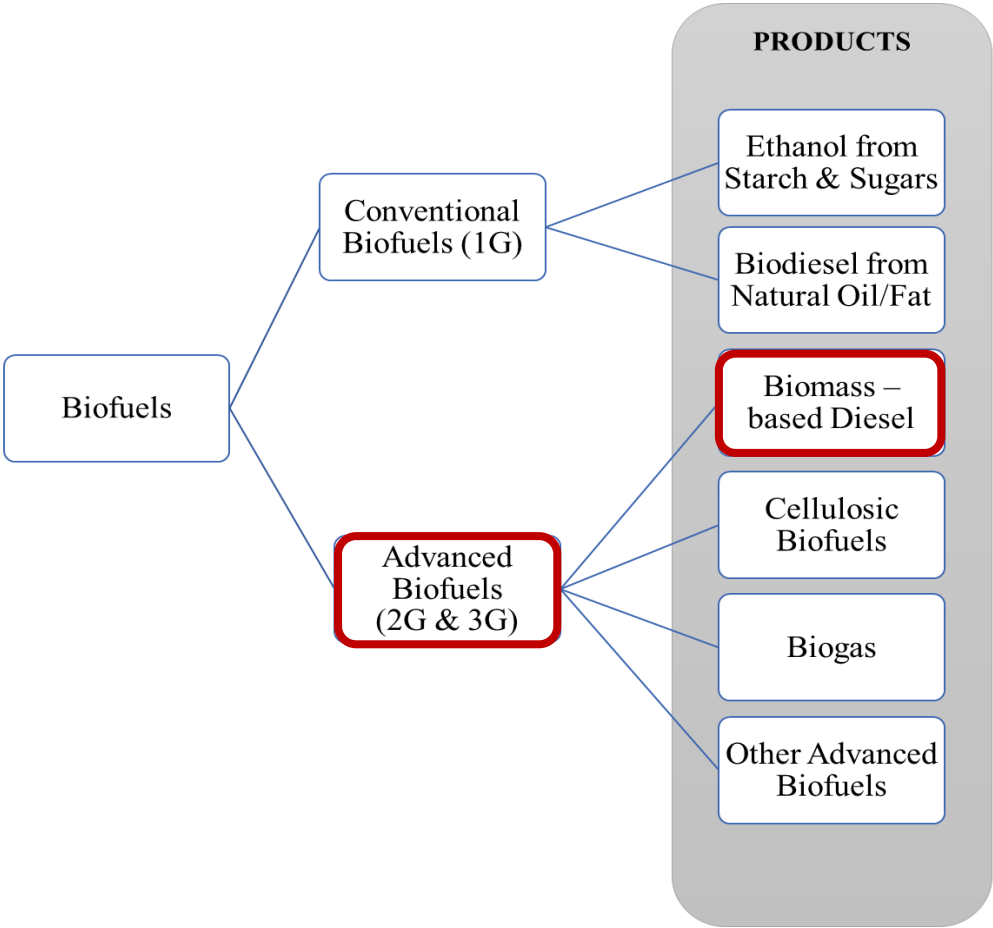 PRODUCTS
Ethanol from
Starch & Sugars
Conventional
Biofuels (1G)
Biodiesel from
Natural Oil/Fat
Biofuels
Biomass –
based Diesel
Cellulosic
Biofuels
Advanced
Biofuels
(2G & 3G)
Biogas
Other Advanced
Biofuels